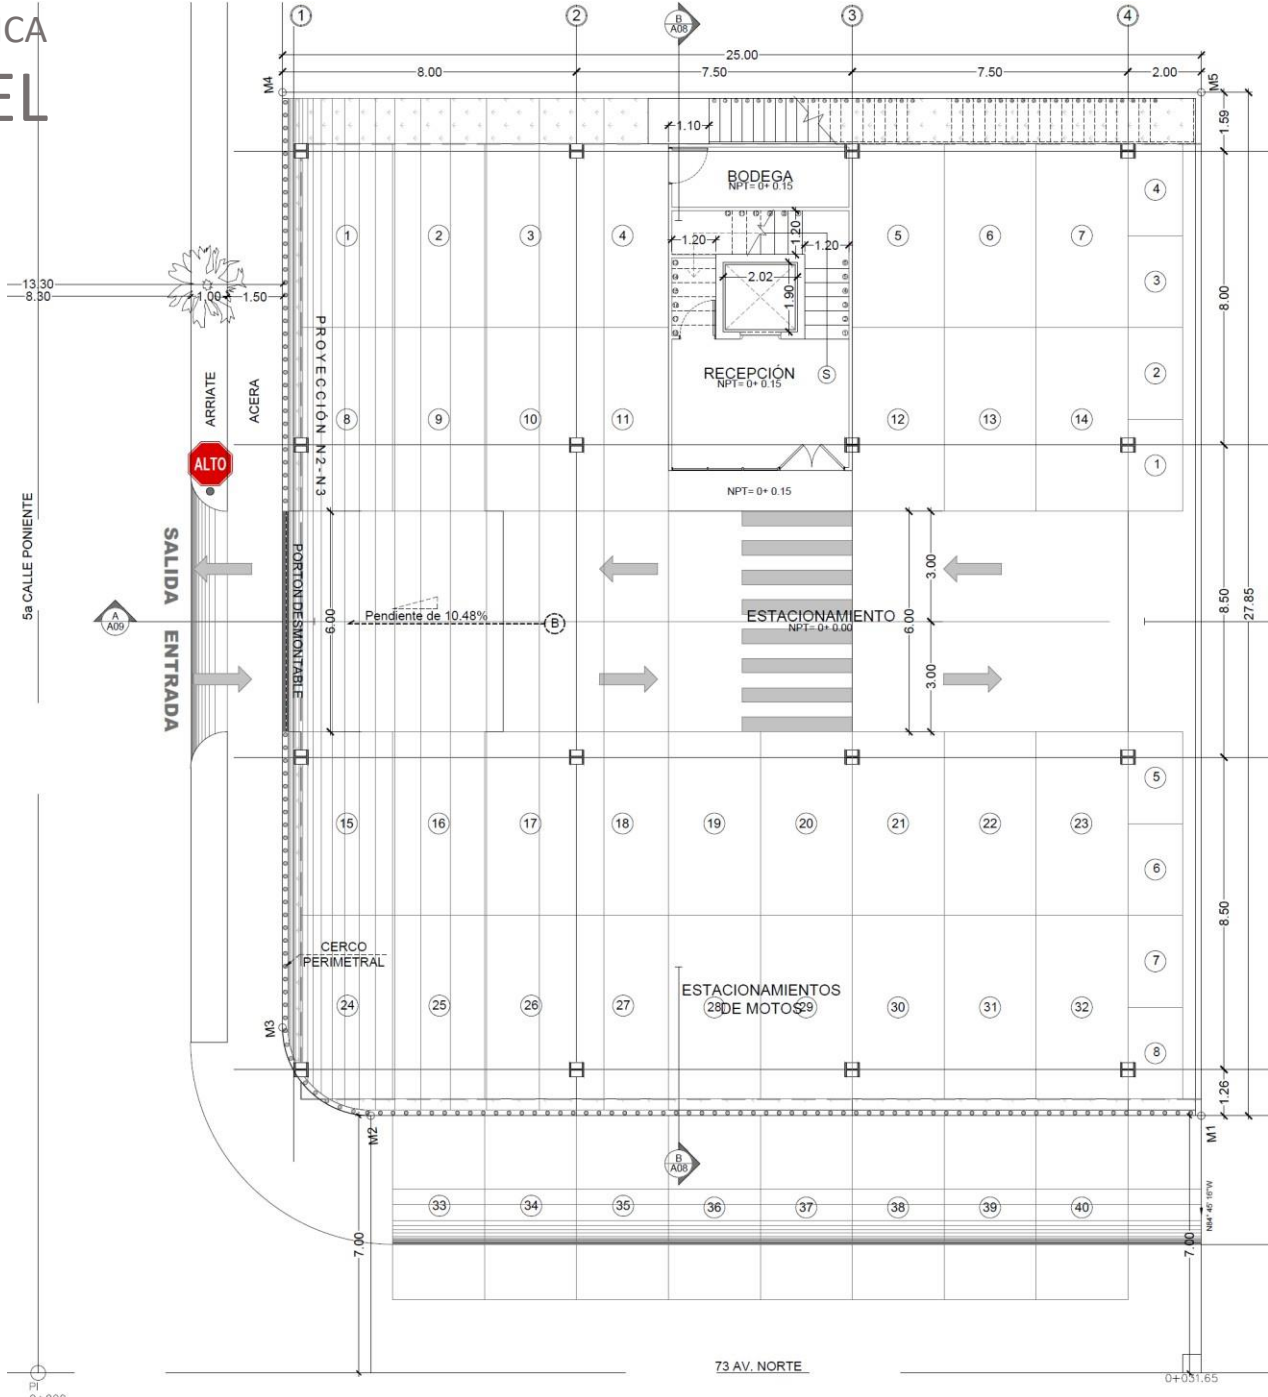 CA
EL
1
2
B
A08
3
4
25.00
8.00
7.50
7.50
2.00
M4
M5
1.59
1.10
BODEGA
NPT= 0+ 0.15
1
2
3
4
5
6
7
4
3
1.20
1.20
1.20
2.02
1.90
8.00
13.30
8.30
1.00
1.50
PROYECCIÓN N2-N3
RECEPCIÓN
NPT= 0+ 0.15
S
2
ARRIATE
ACERA
8
9
10
11
12
13
14
1
ALTO
NPT= 0+ 0.15
5a CALLE PONIENTE
SALIDA
ENTRADA
PORTON DESMONTABLE
6.00
A
A09
Pendiente de 10.48%
B
ESTACIONAMIENTO
NPT= 0+ 0.00
6.00
3.00
3.00
8.50
27.85
15
16
17
18
19
20
21
22
23
5
6
8.50
CERCO
PERIMETRAL
ESTACIONAMIENTOS
DE MOTOS
24
25
26
27
28
29
30
31
32
7
8
M3
1.26
M2
M1
B
A08
33
34
35
36
37
38
39
40
N84° 45' 16"W
7.00
7.00
73 AV. NORTE
0+031.65
PI